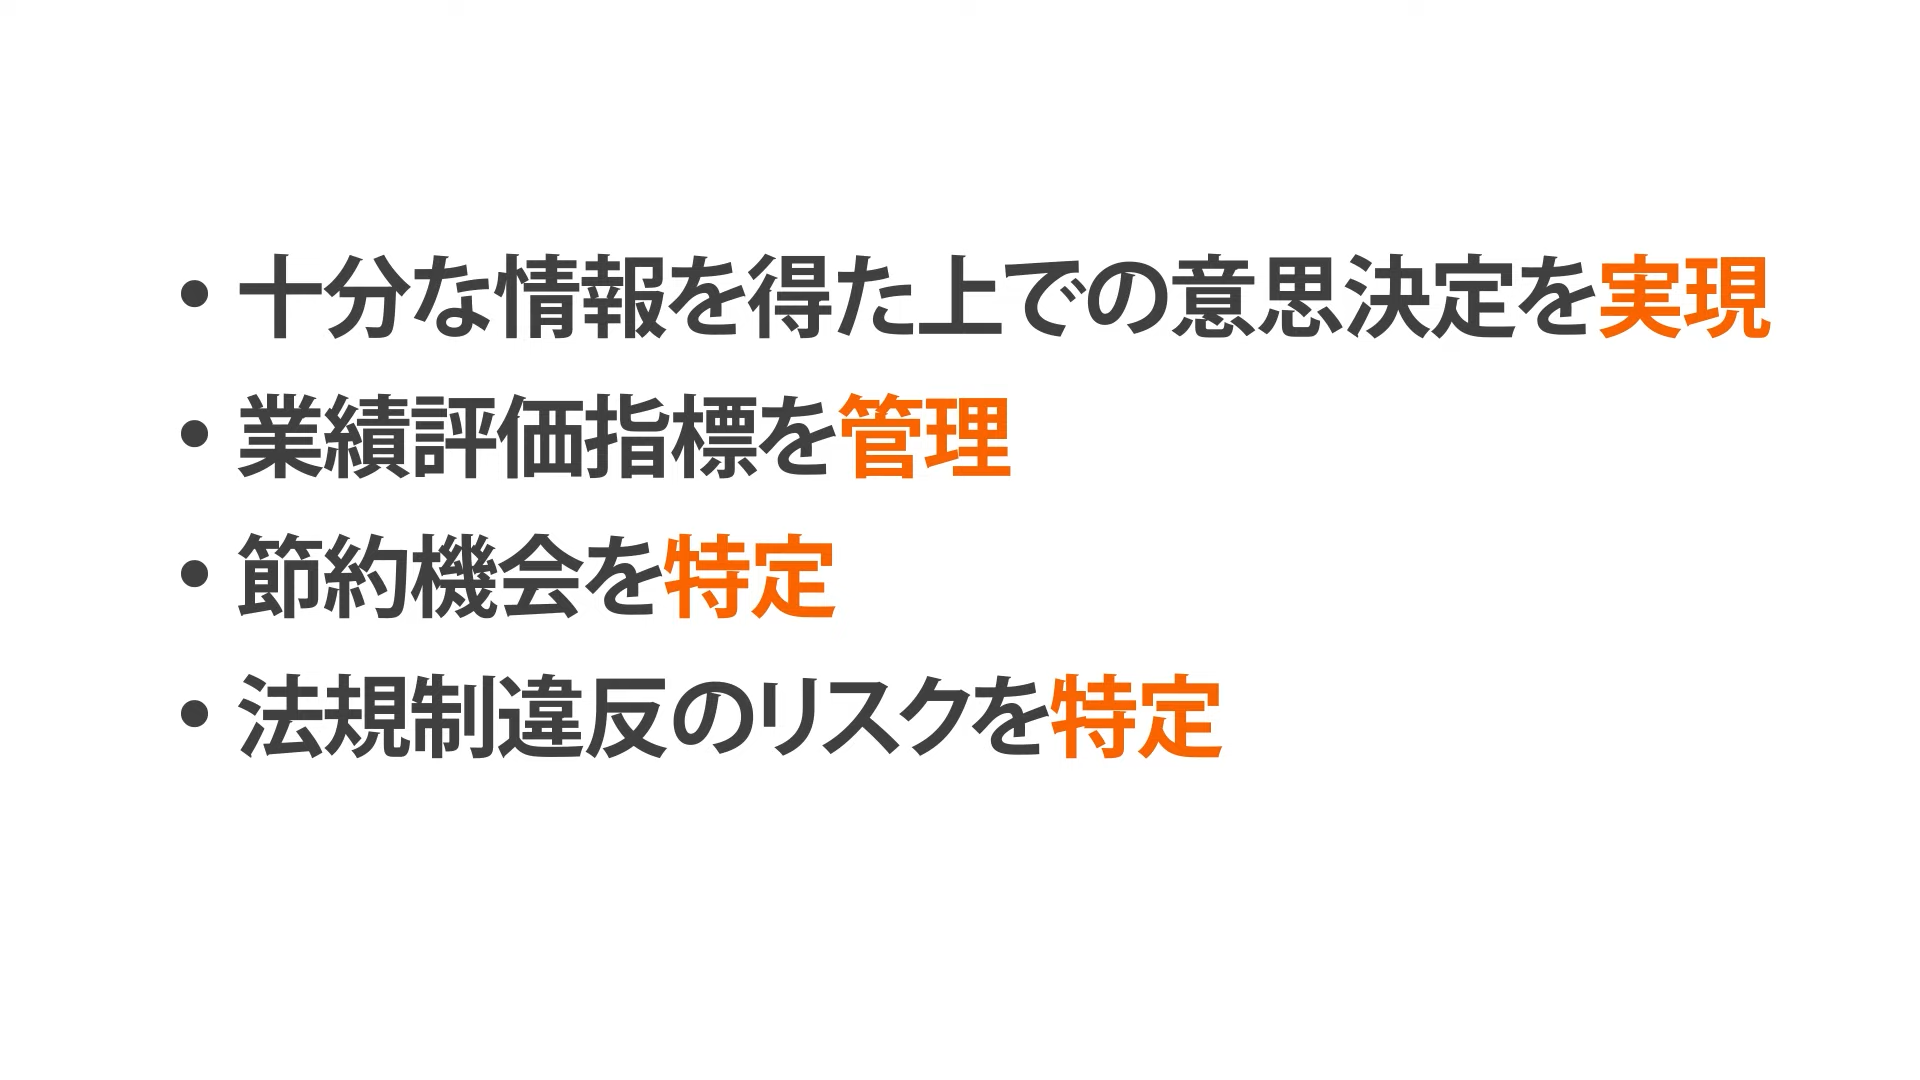 • 十分な情報を得た上での意思決定を実現
• 業績評価指標を管理
• 節約機会を特定
• 法規制違反のリスクを特定